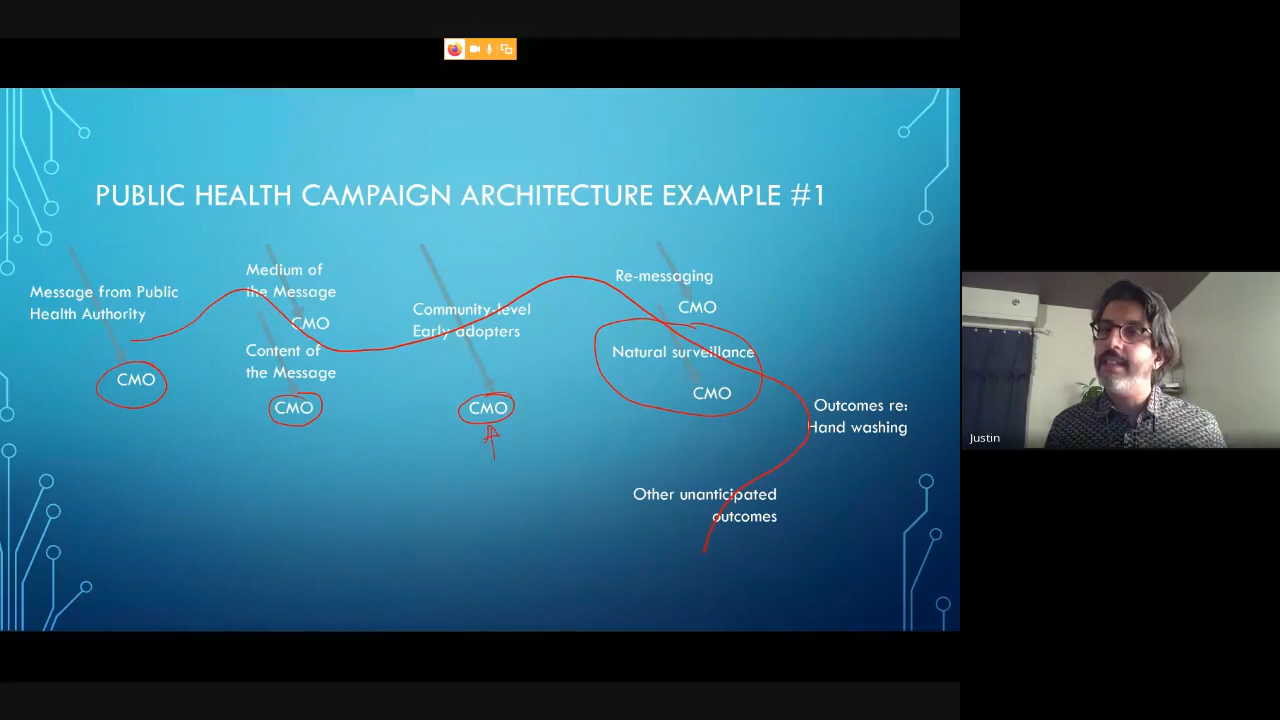 PUBLIC HEALTH CAMPAIGN ARCHITECTURE EXAMPLE #1
Message from Public
Health Authority
CMO
Medium of
the Message
CMO
Content of
the Message
CMO
Community-level
Early adopters
CMO
Re-messaging
CMO
Natural surveillance
CMO
Outcomes re:
Hand washing
Other unanticipated
outcomes
Justin